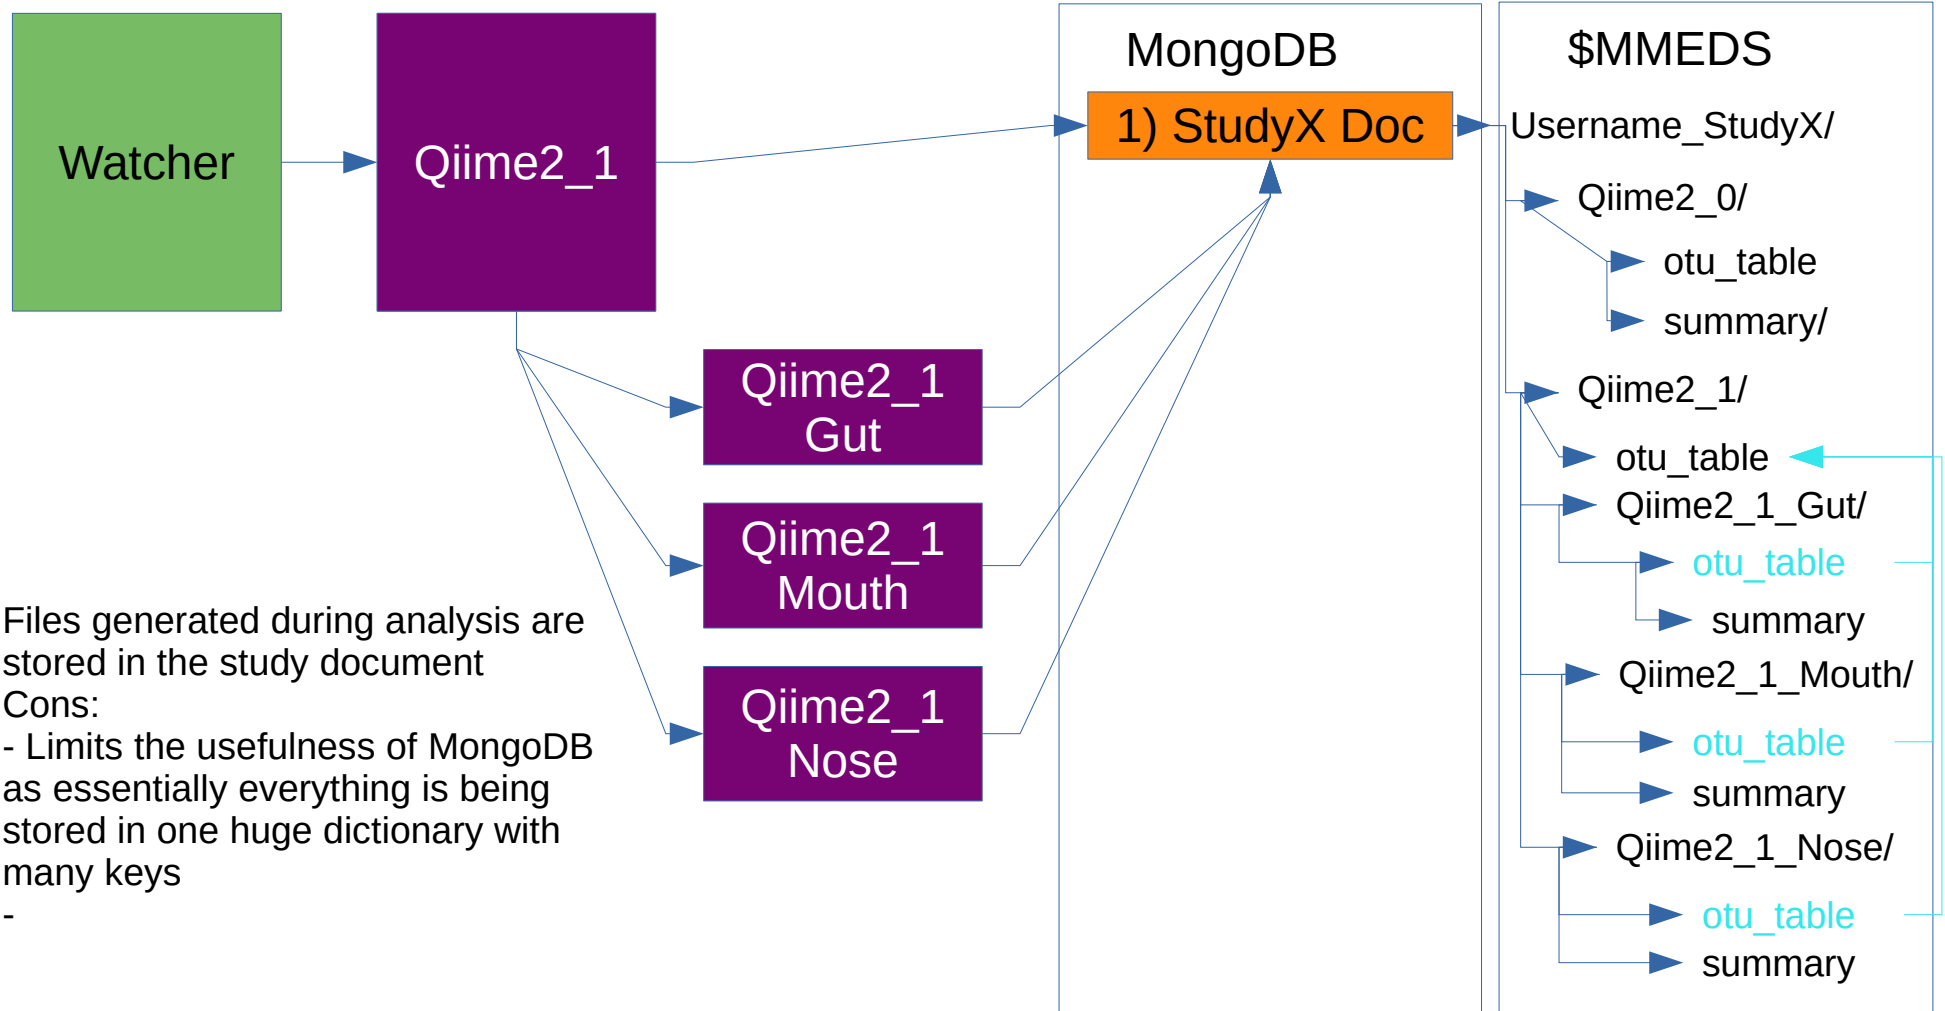 Watcher
Qiime2_1
Qiime2_1
Gut
Qiime2_1
Mouth
Qiime2_1
Nose
Files generated during analysis are
stored in the study document
Cons:
- Limits the usefulness of MongoDB
as essentially everything is being
stored in one huge dictionary with
many keys
-
MongoDB
1) StudyX Doc
$MMEDS
Username_StudyX/
Qiime2_0/
otu_table
summary/
Qiime2_1/
otu_table
Qiime2_1_Gut/
otu_table
summary
Qiime2_1_Mouth/
otu_table
summary
Qiime2_1_Nose/
otu_table
summary